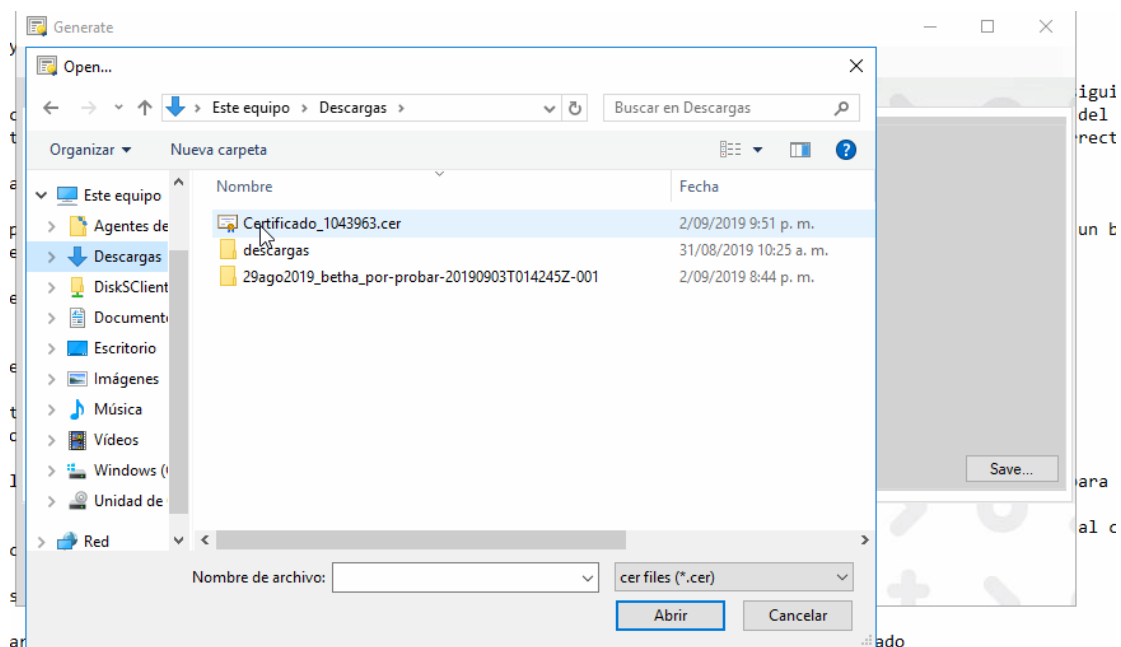 Generate
Open...
Este equipo > Descargas >
Buscar en Descargas
Organizar
Nueva carpeta
Nombre
Fecha
Este equipo
Agentes de
Descargas
DiskSClient
Documento
Escritorio
Imágenes
Música
Vídeos
Windows (
Unidad de
Red
Certificado_1043963.cer
2/09/2019 9:51 p. m.
descargas
31/08/2019 10:25 a. m.
29ago2019_betha_por-probar-20190903T014245Z-001
2/09/2019 8:44 p. m.
Nombre de archivo:
cer files (*.cer)
Abrir
Cancelar
Save...
igui
del
rect
un b
ara
al c
ado